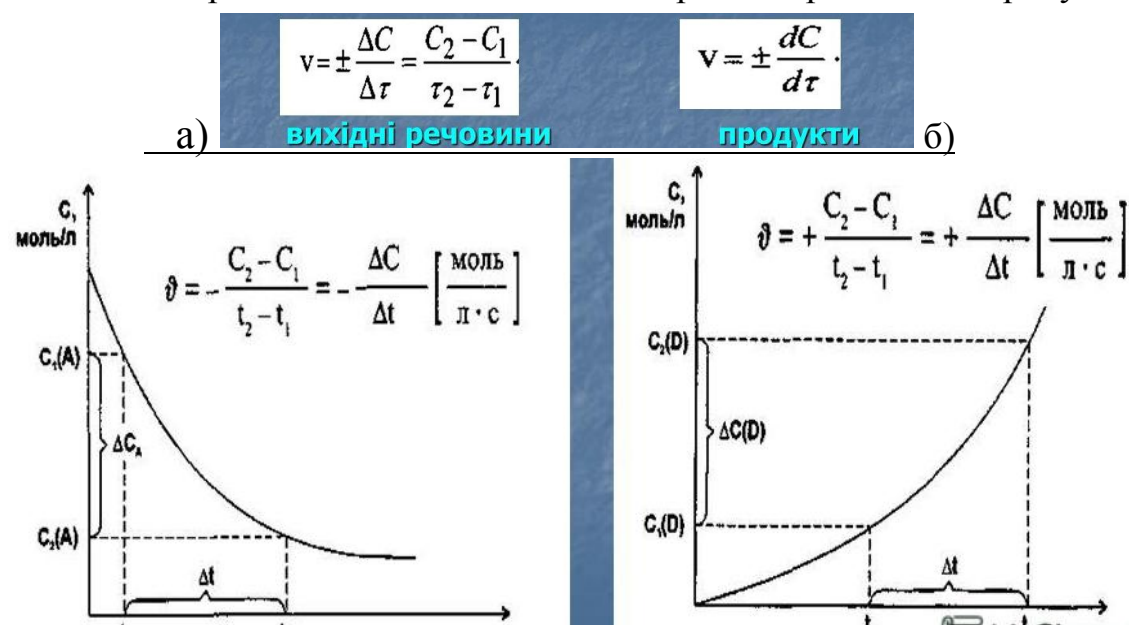 v = ± ΔC/Δτ = (C₂ – C₁)/(τ₂ – τ₁) .
v = ± dC/dτ .
а) вихідні речовини продукти б)
C, моль/л
ϑ = – (C₂ – C₁)/(t₂ – t₁) = – ΔC/Δt [моль/(л · с)]
C₁(A)
ΔC_A
C₂(A)
Δt
C, моль/л
ϑ = + (C₂ – C₁)/(t₂ – t₁) = + ΔC/Δt [моль/(л · с)]
C₂(D)
ΔC(D)
C₁(D)
Δt